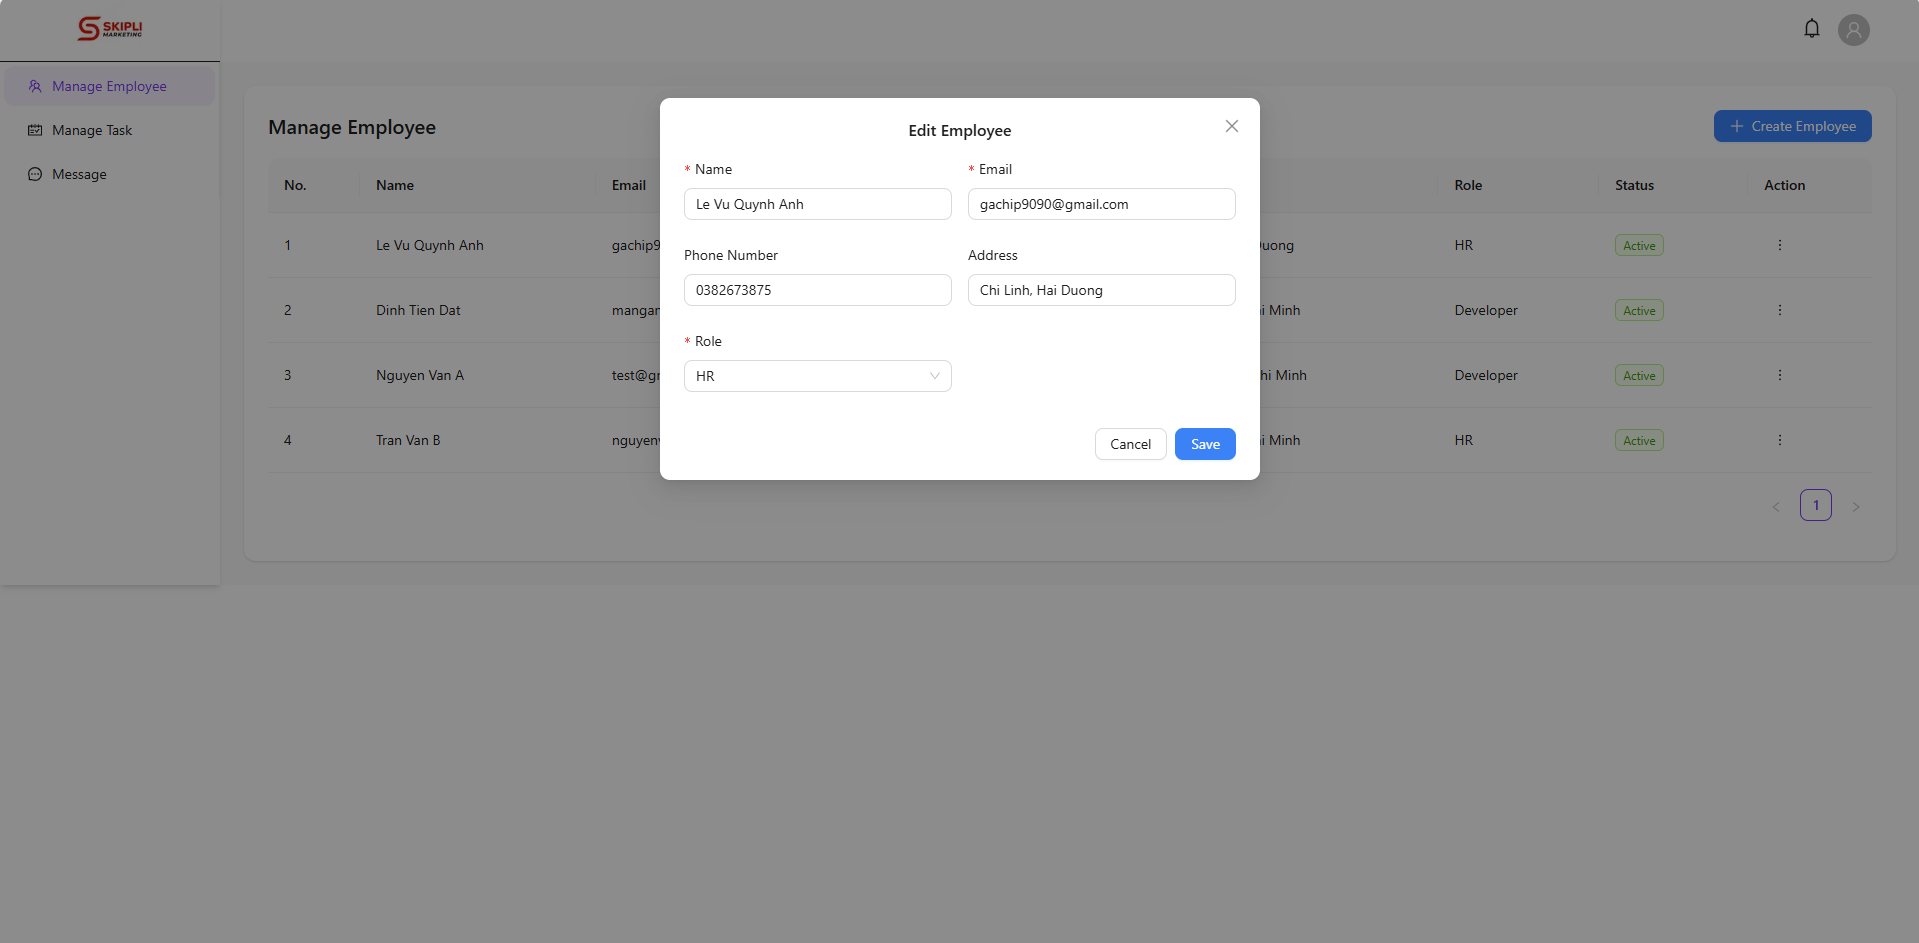 SKIPLI
MARKETING
Manage Employee
Manage Task
Message
Manage Employee
+ Create Employee
No. Name Email Role Status Action
1 Le Vu Quynh Anh gachip9 uong HR Active
2 Dinh Tien Dat mangan i Minh Developer Active
3 Nguyen Van A test@g hi Minh Developer Active
4 Tran Van B nguyen i Minh HR Active
< 1 >
Edit Employee
* Name * Email
Le Vu Quynh Anh gachip9090@gmail.com
Phone Number Address
0382673875 Chi Linh, Hai Duong
* Role
HR
Cancel Save